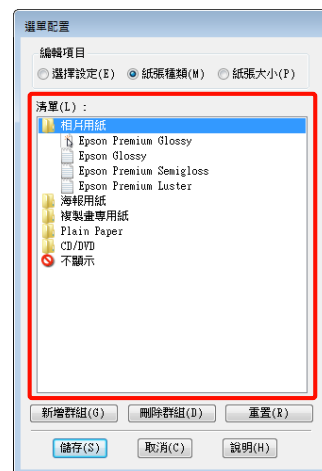 選單配置
編輯項目
選擇設定(E) 紙張種類(M) 紙張大小(P)
清單(L) :
相片用紙
Epson Premium Glossy
Epson Glossy
Epson Premium Semigloss
Epson Premium Luster
海報用紙
複製畫專用紙
Plain Paper
CD/DVD
不顯示
新增群組(G) 刪除群組(D) 重置(R)
儲存(S) 取消(C) 說明(H)